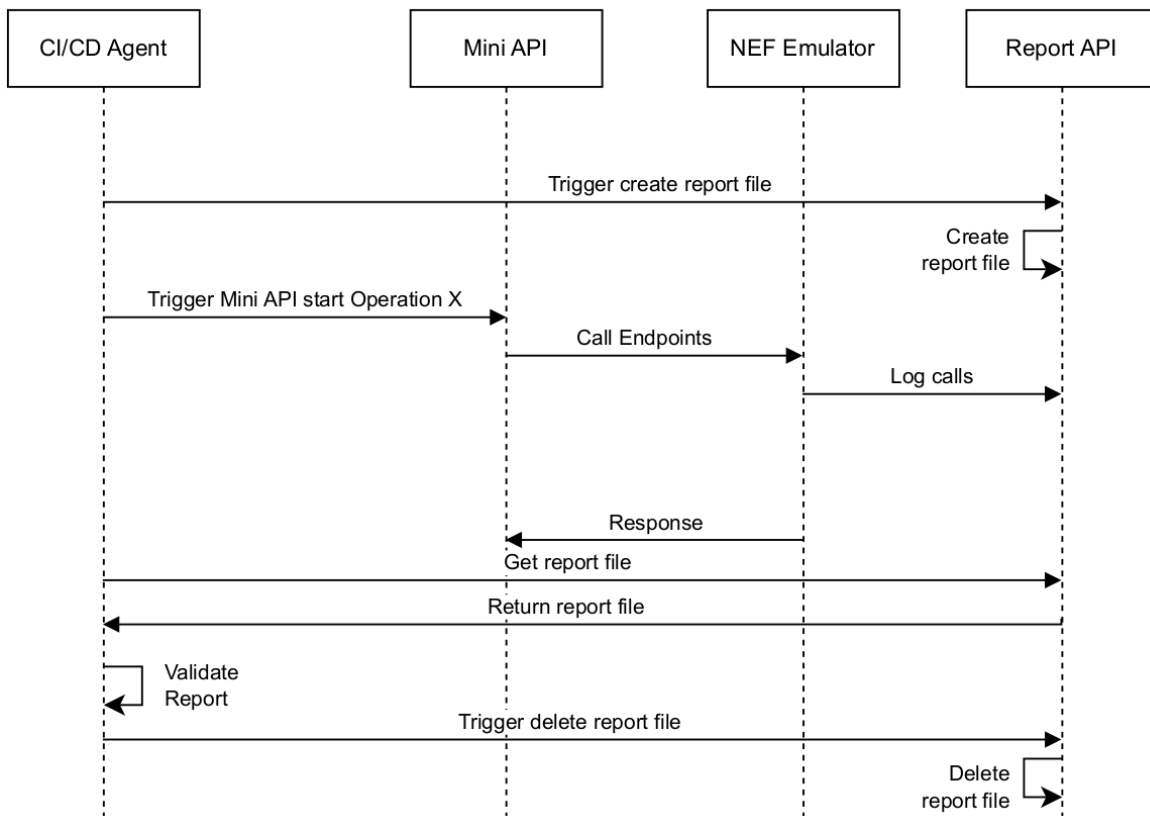 CI/CD Agent
Mini API
NEF Emulator
Report API
Trigger create report file
Create
report file
Trigger Mini API start Operation X
Call Endpoints
Log calls
Response
Get report file
Return report file
Validate
Report
Trigger delete report file
Delete
report file